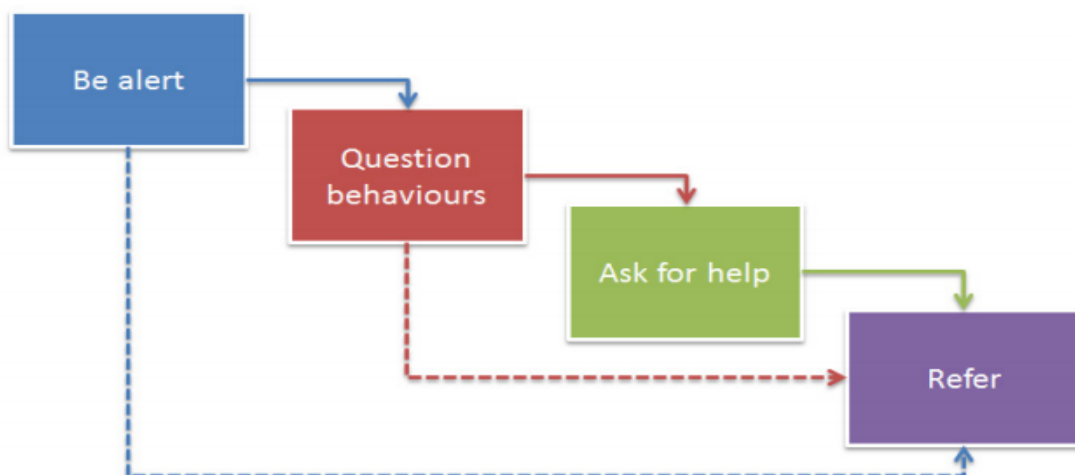 Be alert
Question
behaviours
Ask for help
Refer